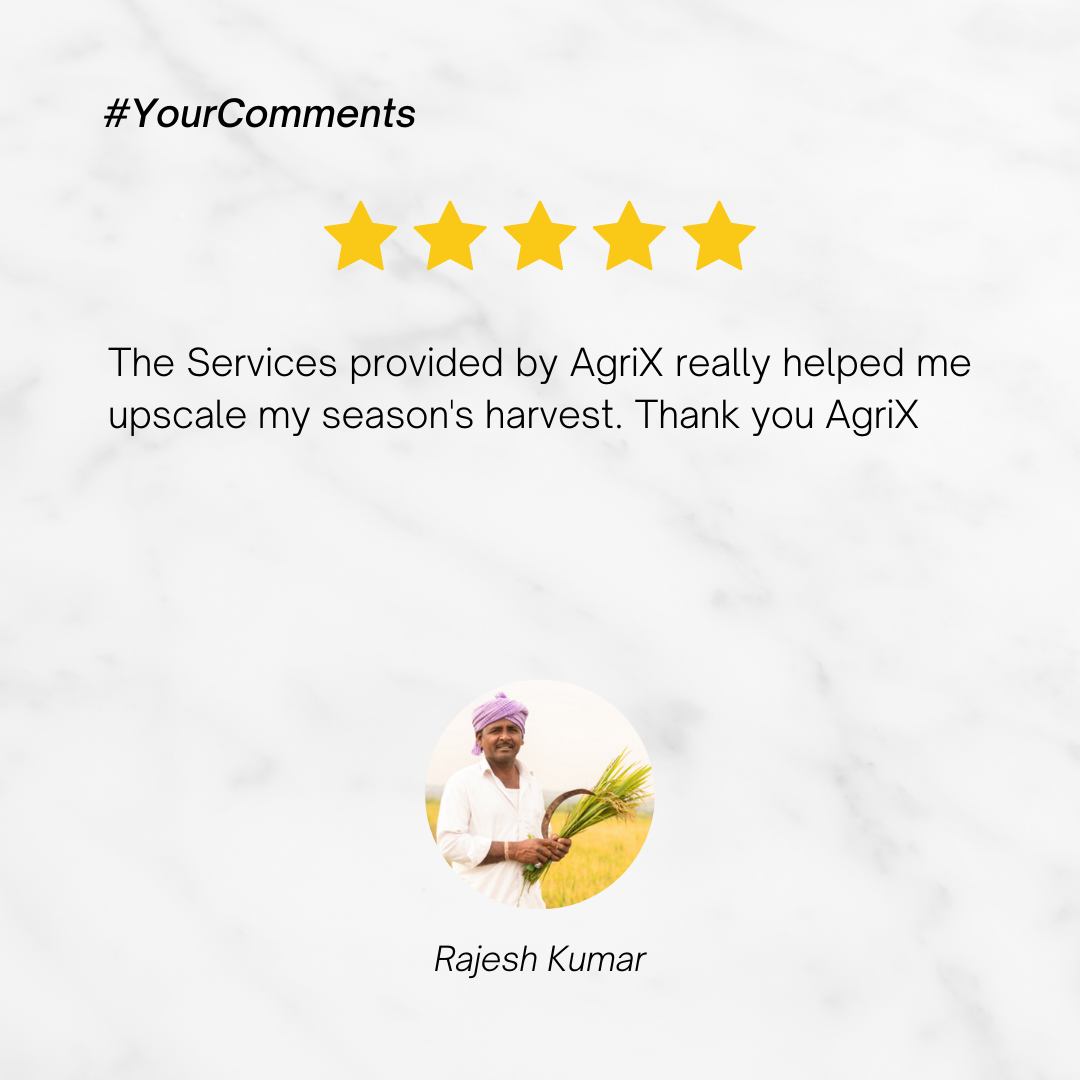 #YourComments
The Services provided by AgriX really helped me
upscale my season's harvest. Thank you AgriX
Rajesh Kumar